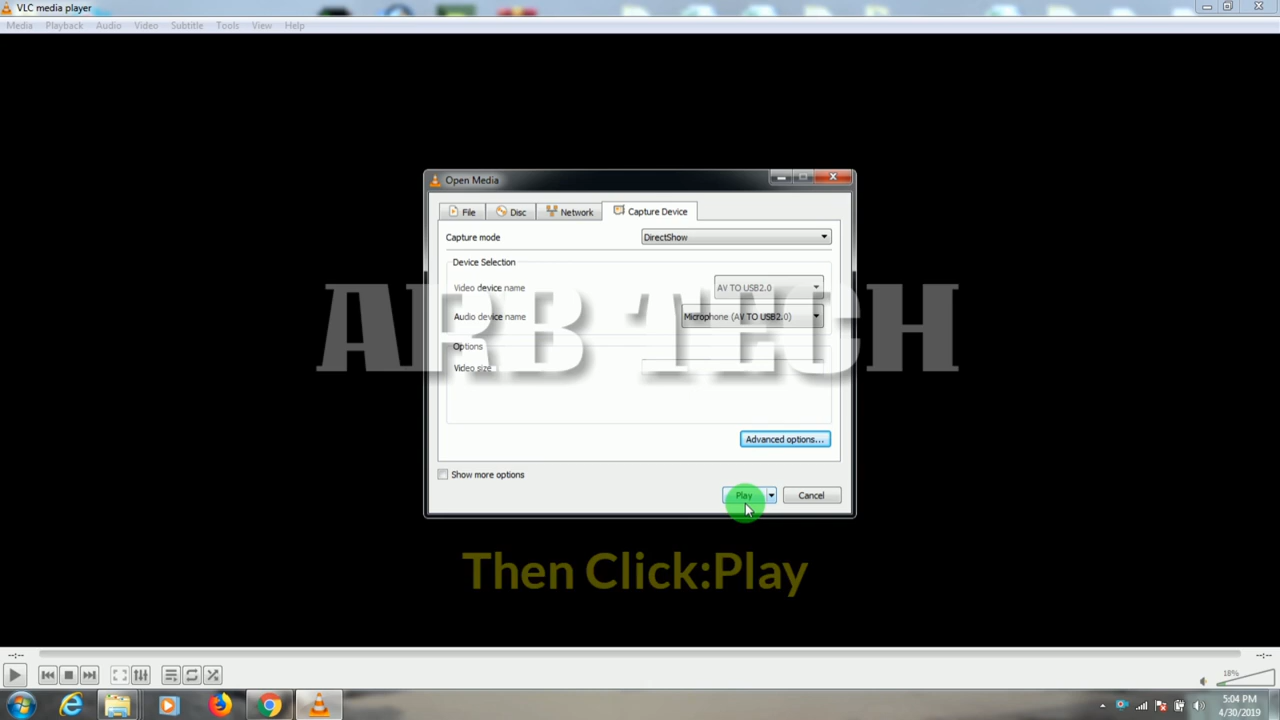 VLC media player
Media Playback Audio Video Subtitle Tools View Help
Open Media
File Disc Network Capture Device
Capture mode DirectShow
Device Selection
Video device name AV TO USB2.0
Audio device name Microphone (AV TO USB2.0)
ARB TECH
Options
Video size
Advanced options...
Show more options
Play Cancel
Then Click:Play
--:-- --:--
18%
5:04 PM
4/30/2019